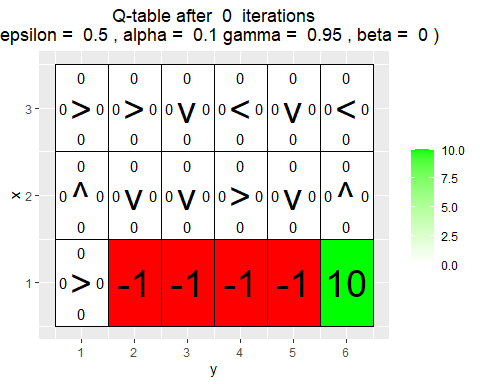 Q-table after 0 iterations
epsilon = 0.5 , alpha = 0.1 gamma = 0.95 , beta = 0 )
0 0 0 0 0 0
3 0 > 0 0 > 0 0 v 0 0 < 0 0 v 0 0 < 0
0 0 0 0 0 0
10.0
0 0 0 0 0 0
7.5
x 2 0 ^ 0 0 v 0 0 v 0 0 > 0 0 v 0 0 ^ 0
5.0
0 0 0 0 0 0
2.5
0
0.0
1 0 > 0 -1 -1 -1 -1 10
0
1 2 3 4 5 6
y